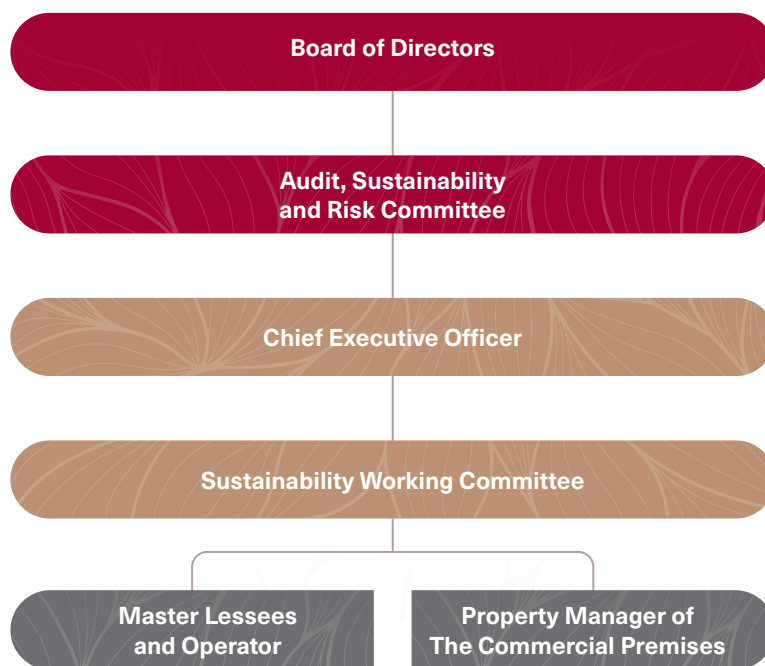 Board of Directors
Audit, Sustainability
and Risk Committee
Chief Executive Officer
Sustainability Working Committee
Master Lessees
and Operator
Property Manager of
The Commercial Premises